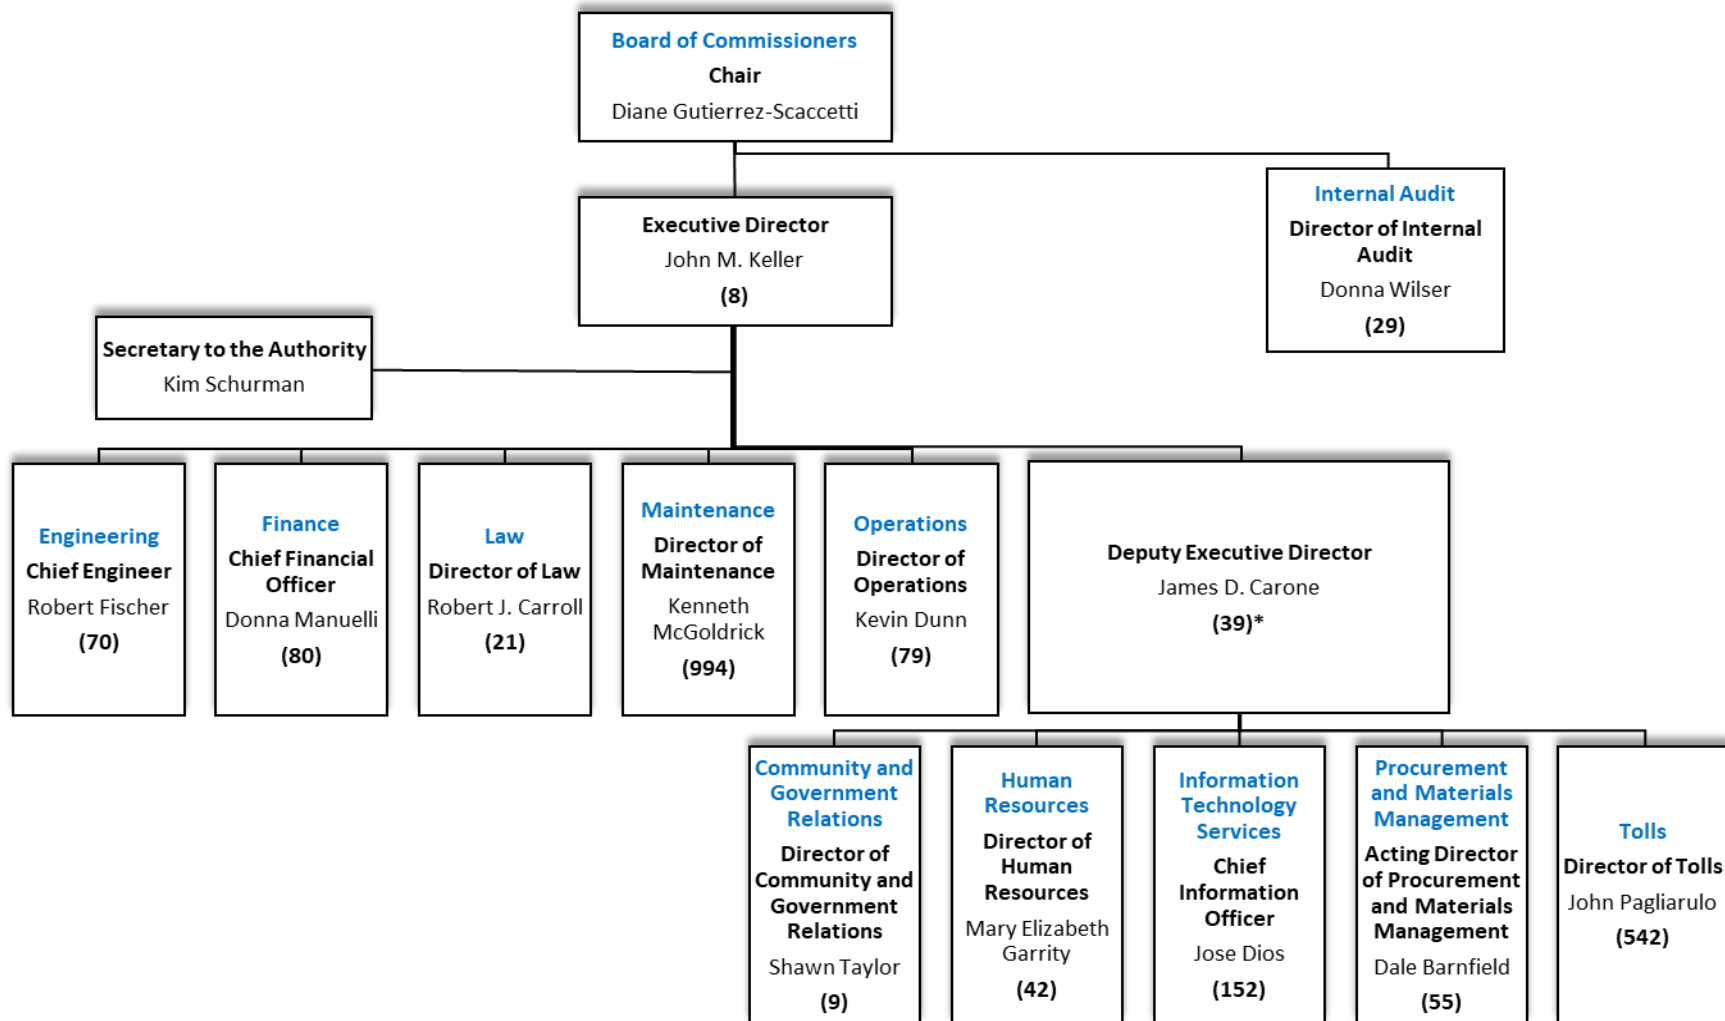 Board of Commissioners
Chair
Diane Gutierrez-Scaccetti
Executive Director
John M. Keller
(8)
Internal Audit
Director of Internal
Audit
Donna Wilser
(29)
Secretary to the Authority
Kim Schurman
Engineering
Chief Engineer
Robert Fischer
(70)
Finance
Chief Financial
Officer
Donna Manuelli
(80)
Law
Director of Law
Robert J. Carroll
(21)
Maintenance
Director of
Maintenance
Kenneth
McGoldrick
(994)
Operations
Director of
Operations
Kevin Dunn
(79)
Deputy Executive Director
James D. Carone
(39)*
Community and
Government
Relations
Director of
Community and
Government
Relations
Shawn Taylor
(9)
Human
Resources
Director of
Human
Resources
Mary Elizabeth
Garrity
(42)
Information
Technology
Services
Chief
Information
Officer
Jose Dios
(152)
Procurement
and Materials
Management
Acting Director
of Procurement
and Materials
Management
Dale Barnfield
(55)
Tolls
Director of Tolls
John Pagliarulo
(542)